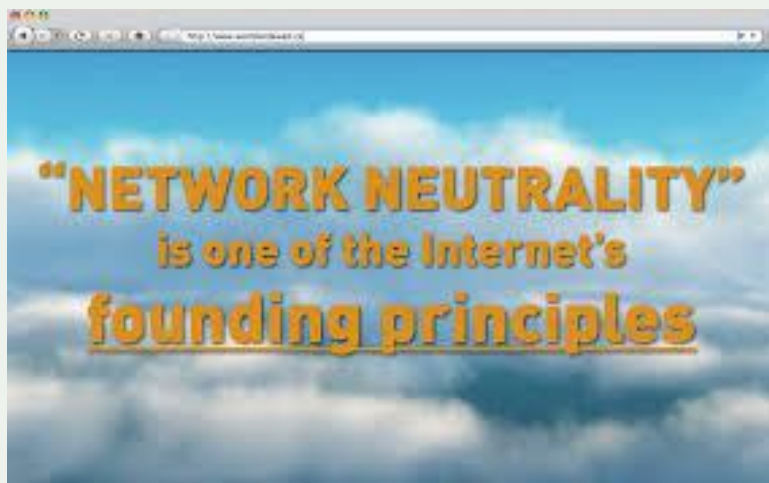 “NETWORK NEUTRALITY”
is one of the Internet’s
founding principles